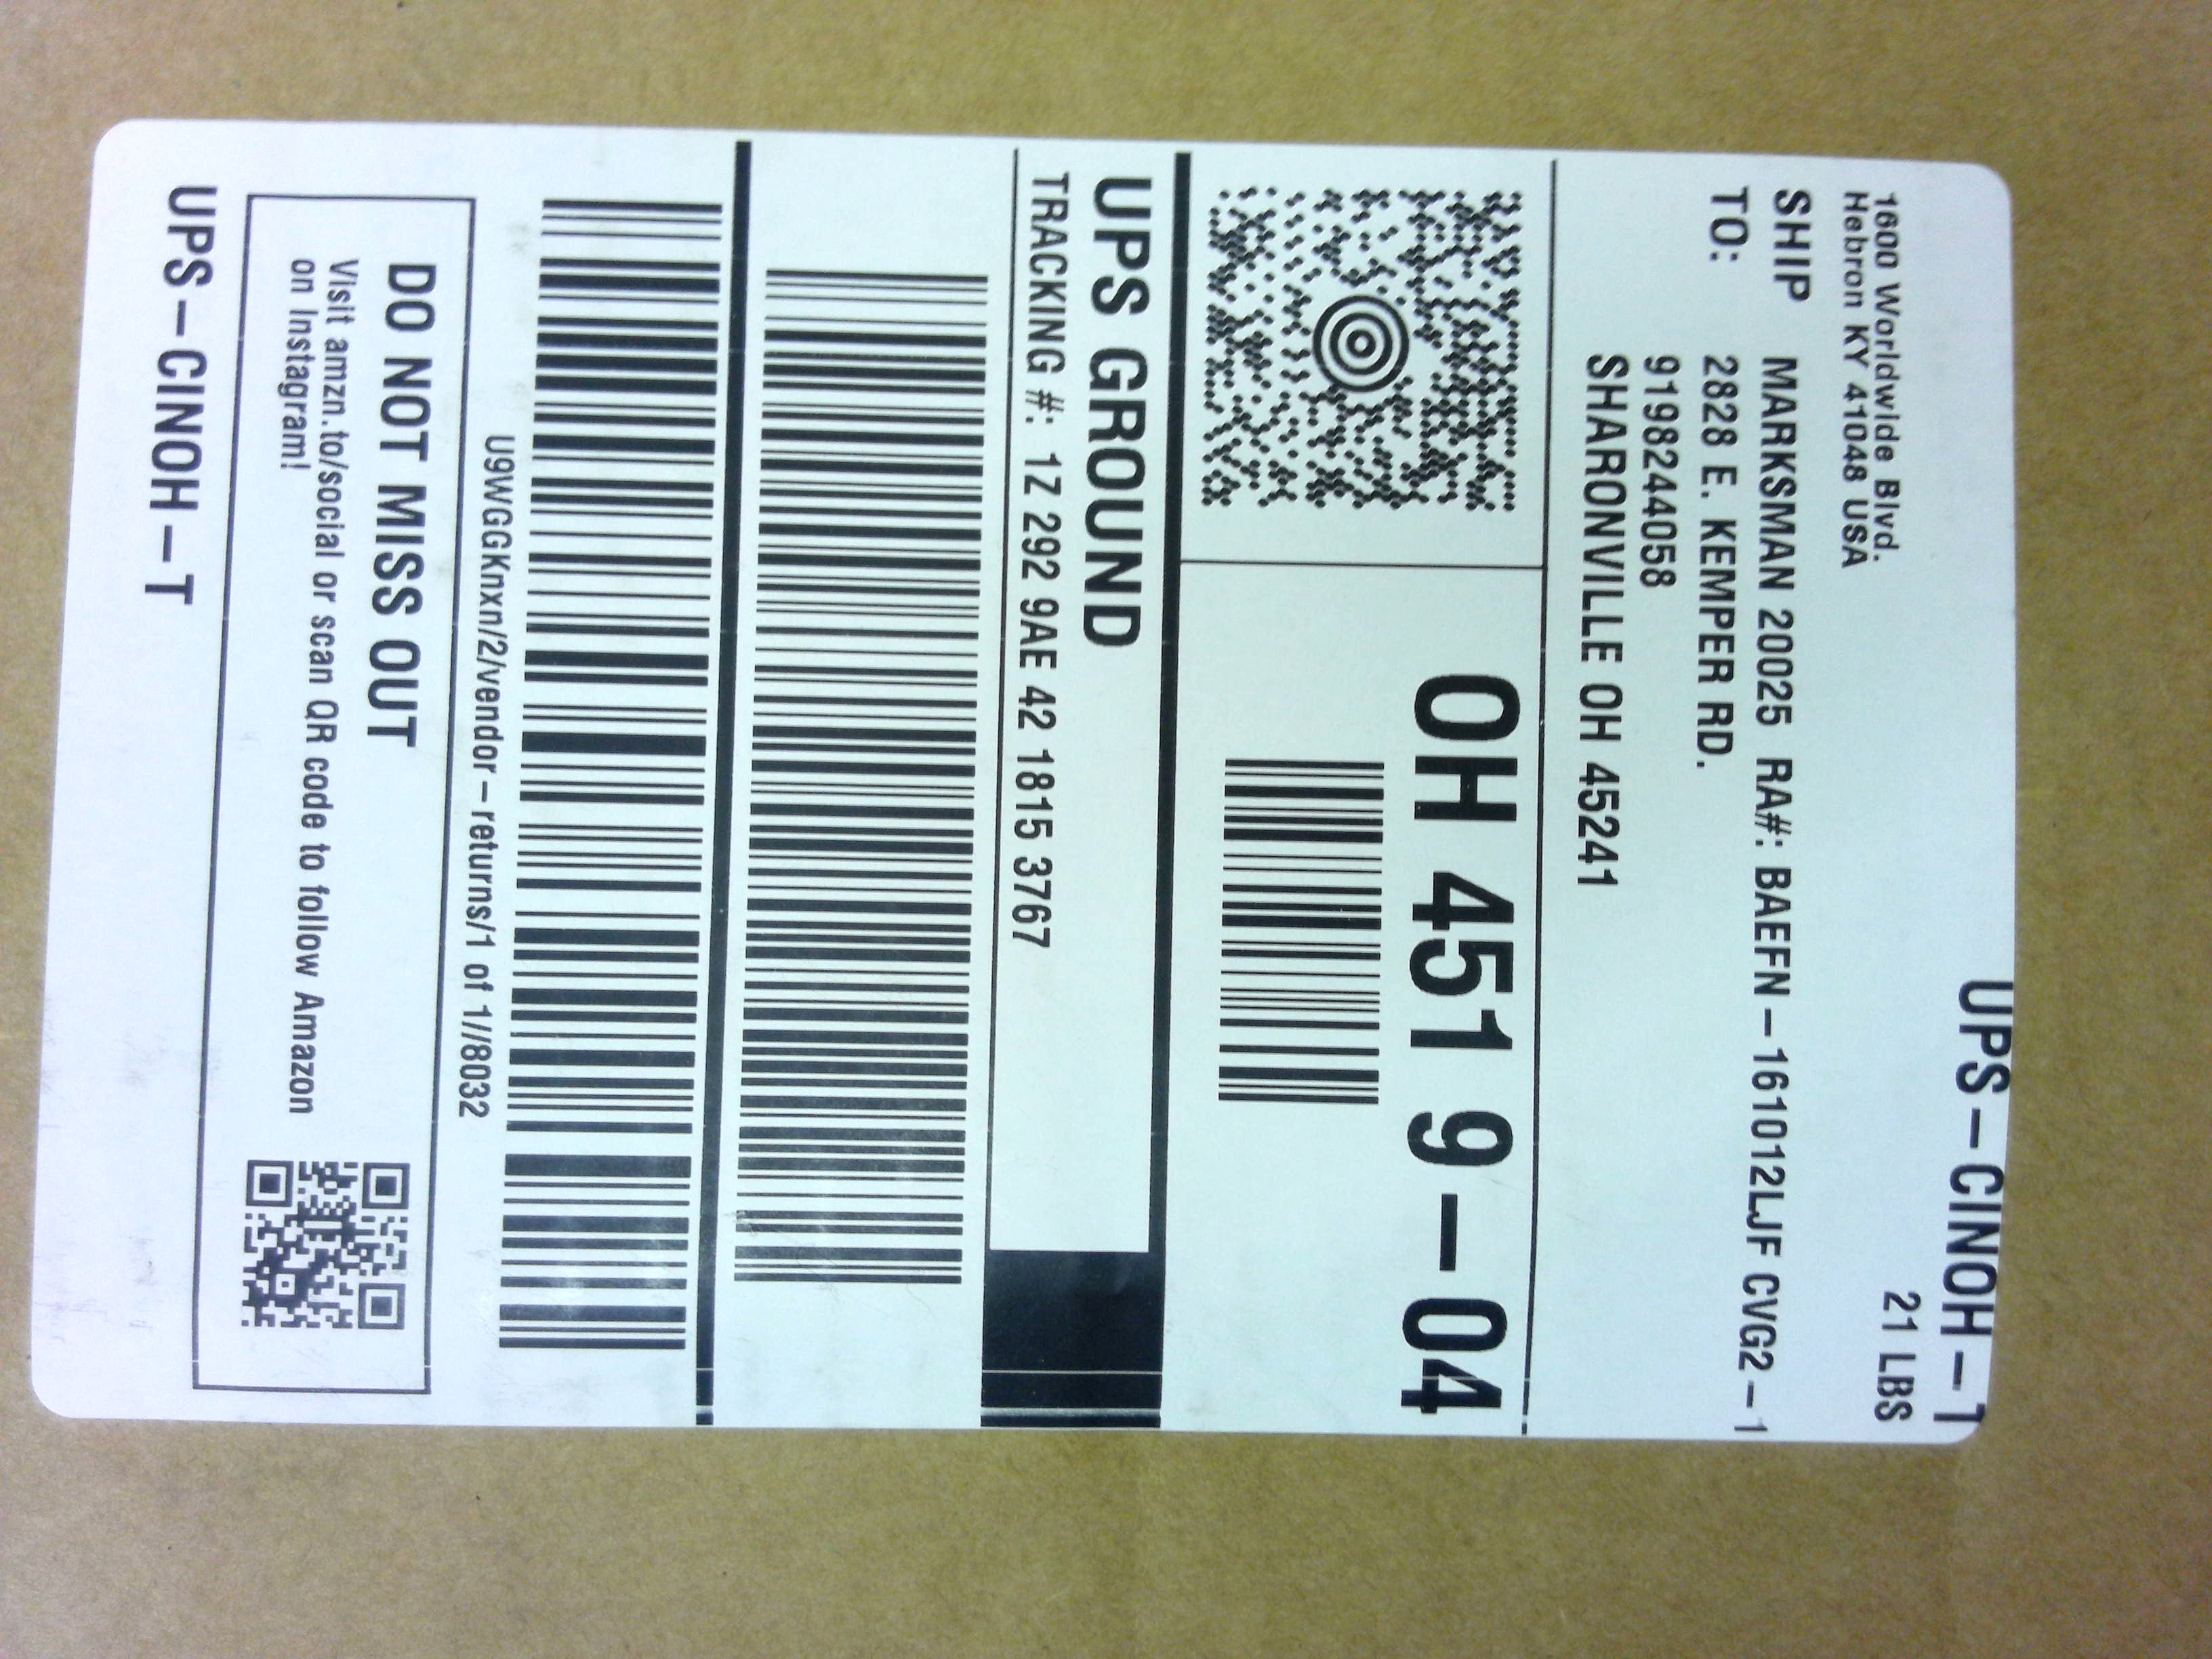 UPS-CINOH-T
21 LBS
1600 Worldwide Blvd.
Hebron KY 41048 USA
SHIP MARKSMAN 20025 RA#: BAEFN-161012LJF CVG2-1
TO: 2828 E. KEMPER RD.
9198244058
SHARONVILLE OH 45241
OH 451 9-04
UPS GROUND
TRACKING #: 1Z 292 9AE 42 1815 3767
U9WGGKnxn/2/vendor-returns/1 of 1//8032
DO NOT MISS OUT
Visit amzn.to/social or scan QR code to follow Amazon
on Instagram!
UPS-CINOH-T